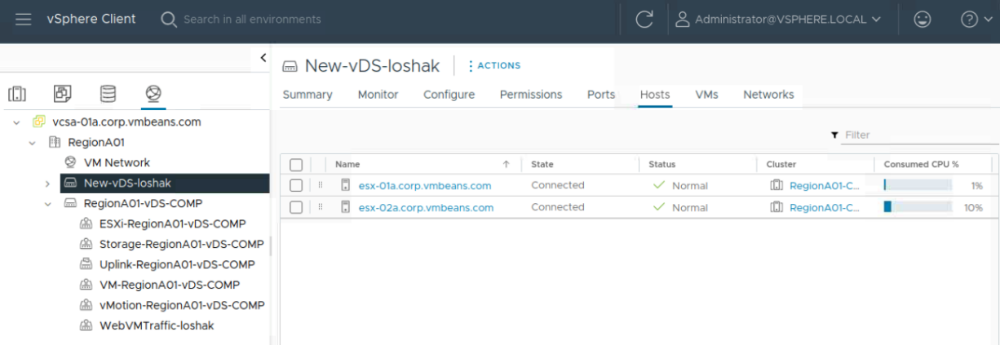 vSphere Client Search in all environments Administrator@VSPHERE.LOCAL
New-vDS-loshak ACTIONS
Summary Monitor Configure Permissions Ports Hosts VMs Networks
vcsa-01a.corp.vmbeans.com
RegionA01
VM Network
New-vDS-loshak
RegionA01-vDS-COMP
ESXi-RegionA01-vDS-COMP
Storage-RegionA01-vDS-COMP
Uplink-RegionA01-vDS-COMP
VM-RegionA01-vDS-COMP
vMotion-RegionA01-vDS-COMP
WebVMTraffic-loshak
Filter
Name State Status Cluster Consumed CPU %
esx-01a.corp.vmbeans.com Connected Normal RegionA01-C... 1%
esx-02a.corp.vmbeans.com Connected Normal RegionA01-C... 10%